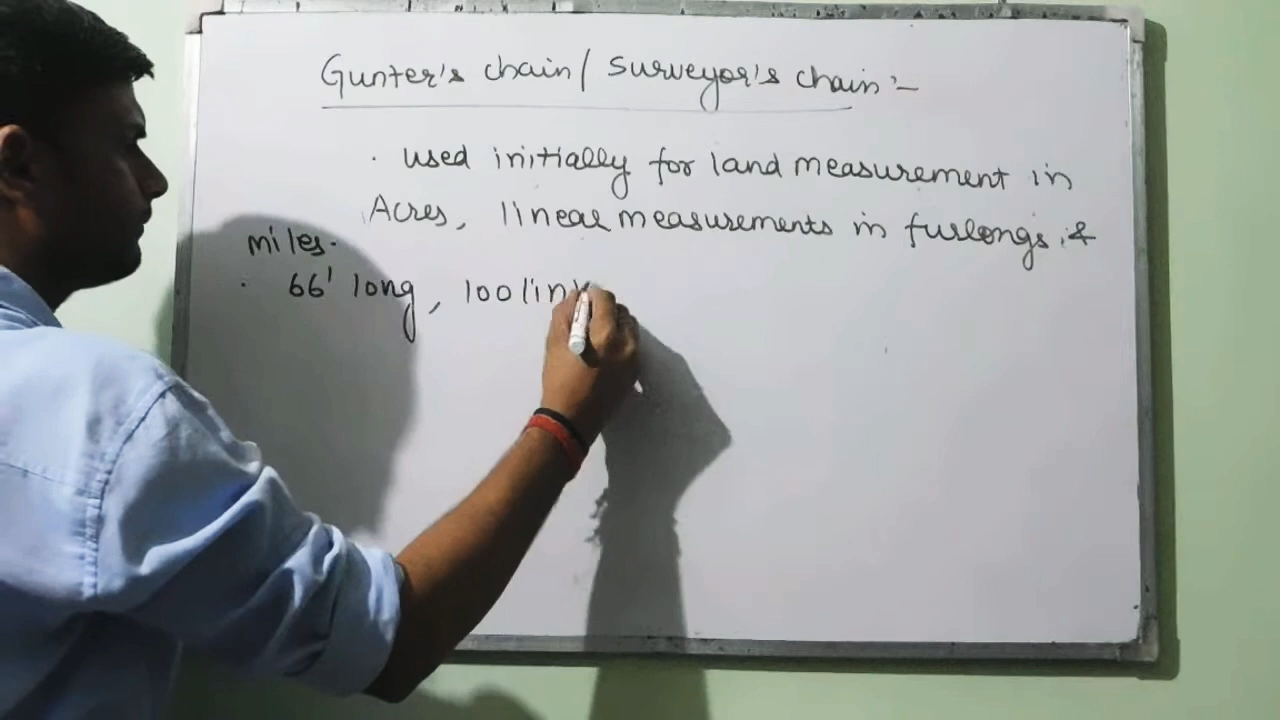 Gunter's chain / Surveyor's chain :-
. used initially for land measurement in
Acres, linear measurements in furlongs, &
miles.
. 66' long, 100 link